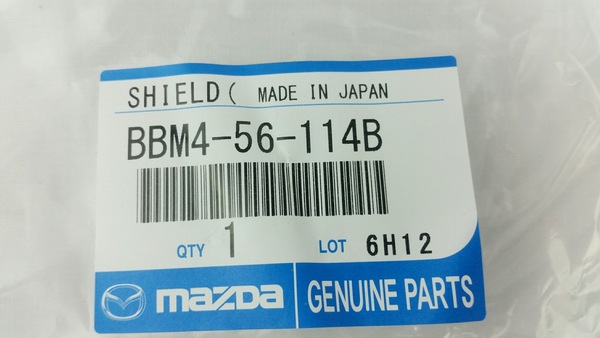 SHIELD( MADE IN JAPAN
BBM4-56-114B
QTY 1 LOT 6H12
mazda GENUINE PARTS